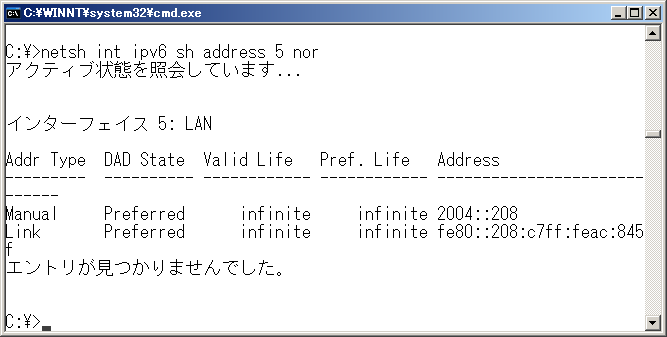 C:¥WINNT¥system32¥cmd.exe
C:¥>netsh int ipv6 sh address 5 nor
アクティブ状態を照会しています...
インターフェイス 5: LAN
Addr Type  DAD State  Valid Life   Pref. Life   Address
---------  ---------- ------------ ------------ ---------------------
------
Manual     Preferred      infinite     infinite 2004::208
Link       Preferred      infinite     infinite fe80::208:c7ff:feac:845
f
エントリが見つかりませんでした。
C:¥>